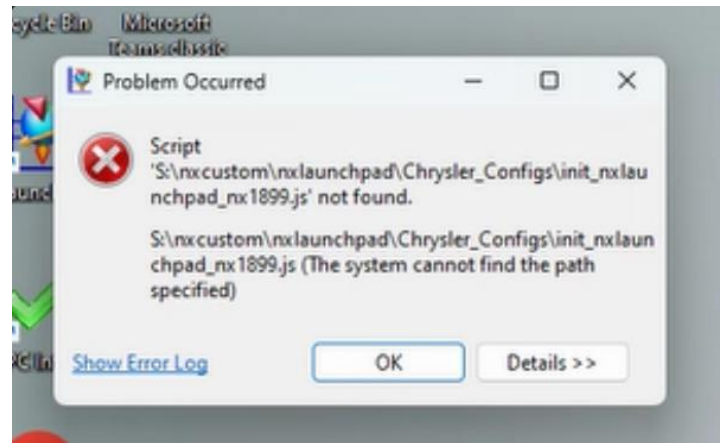 Bin Microsoft
Teams classic
Problem Occurred
Script
'S:\nxcustom\nxlaunchpad\Chrysler_Configs\init_nxlau
nchpad_nx1899.js' not found.
S:\nxcustom\nxlaunchpad\Chrysler_Configs\init_nxlaun
chpad_nx1899.js (The system cannot find the path
specified)
Show Error Log OK Details >>